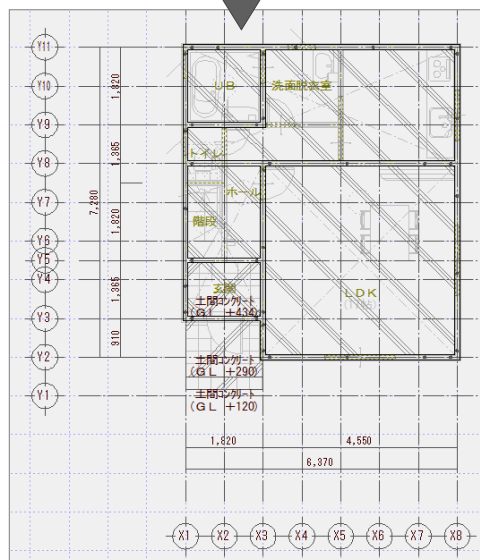 Y11
Y10
Y9
Y8
Y7
Y6
Y5
Y4
Y3
Y2
Y1
1,820
1,365
1,820
1,365
910
7,280
UB
洗面脱衣室
トイレ
ホール
階段
玄関
土間コンクリート
(GL +434)
LDK
土間コンクリート
(GL +290)
土間コンクリート
(GL +120)
1,820
4,550
6,370
X1 X2 X3 X4 X5 X6 X7 X8